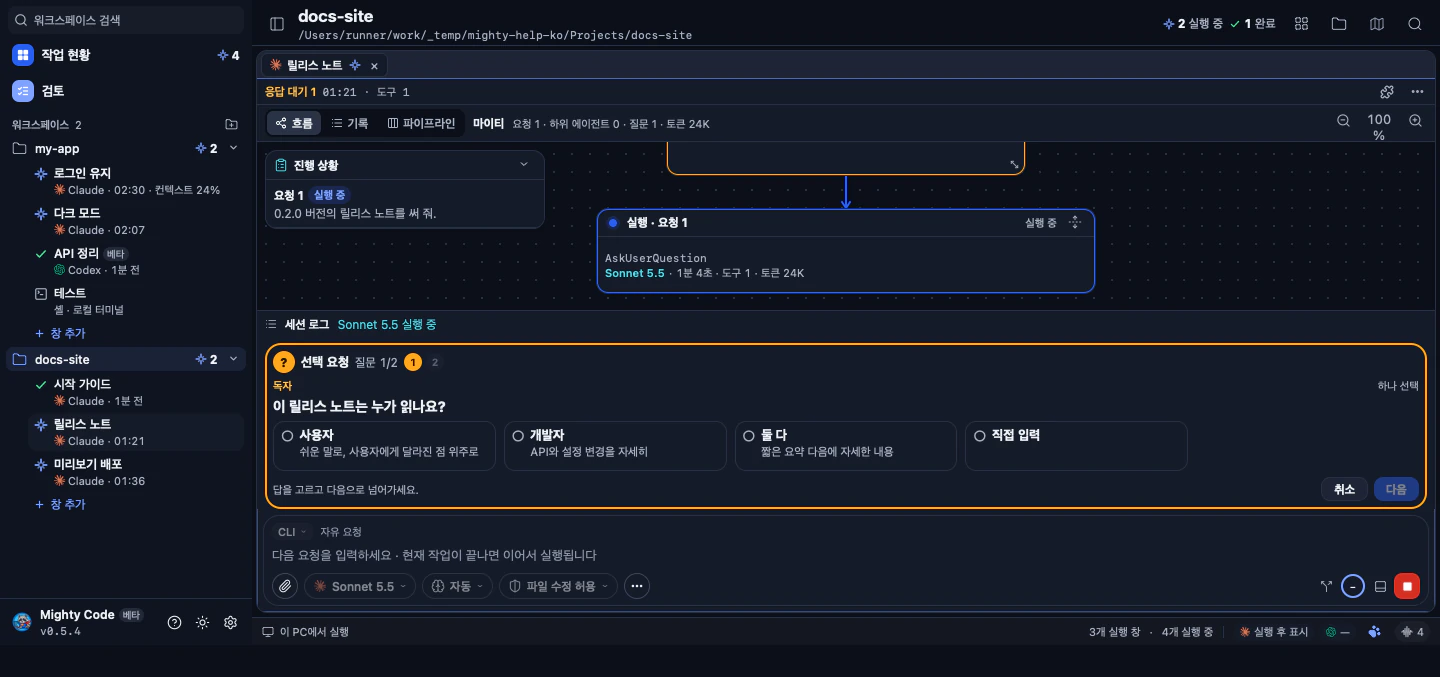 워크스페이스 검색
작업 현황 4
검토
워크스페이스 2
my-app 2
로그인 유지
Claude · 02:30 · 컨텍스트 24%
다크 모드
Claude · 02:07
API 정리 베타
Codex · 1분 전
테스트
셸 · 로컬 터미널
+ 창 추가
docs-site 2
시작 가이드
Claude · 1분 전
릴리스 노트
Claude · 01:21
미리보기 배포
Claude · 01:36
+ 창 추가
Mighty Code 베타
v0.5.4
docs-site
/Users/runner/work/_temp/mighty-help-ko/Projects/docs-site
2 실행 중 1 완료
릴리스 노트
응답 대기 1 01:21 · 도구 1
흐름 기록 파이프라인 마이티 요청 1 · 하위 에이전트 0 · 질문 1 · 토큰 24K
100
%
진행 상황
요청 1 실행 중
0.2.0 버전의 릴리스 노트를 써 줘.
실행 · 요청 1 실행 중
AskUserQuestion
Sonnet 5.5 · 1분 4초 · 도구 1 · 토큰 24K
세션 로그 Sonnet 5.5 실행 중
? 선택 요청 질문 1/2 1 2
독자 하나 선택
이 릴리스 노트는 누가 읽나요?
사용자
쉬운 말로, 사용자에게 달라진 점 위주로
개발자
API와 설정 변경을 자세히
둘 다
짧은 요약 다음에 자세한 내용
직접 입력
답을 고르고 다음으로 넘어가세요. 취소 다음
CLI 자유 요청
다음 요청을 입력하세요 · 현재 작업이 끝나면 이어서 실행됩니다
Sonnet 5.5 자동 파일 수정 허용
이 PC에서 실행
3개 실행 창 · 4개 실행 중 실행 후 표시 — 4